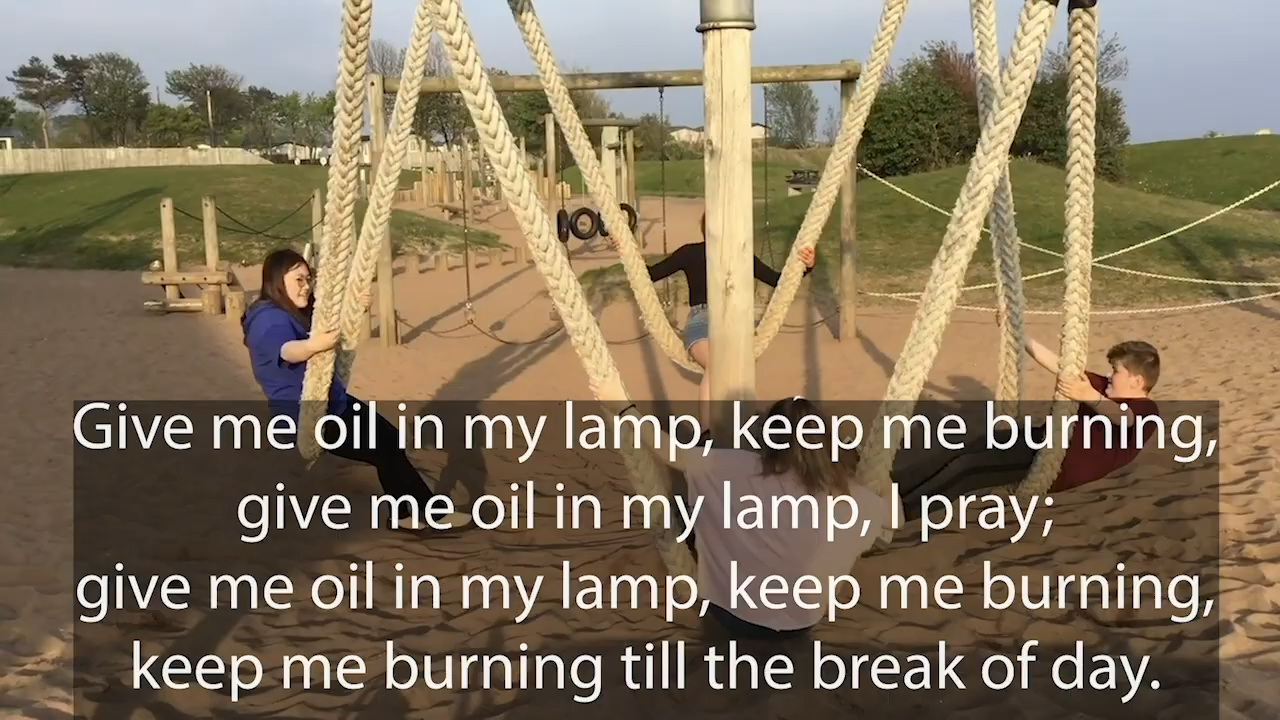 Give me oil in my lamp, keep me burning,
give me oil in my lamp, I pray;
give me oil in my lamp, keep me burning,
keep me burning till the break of day.